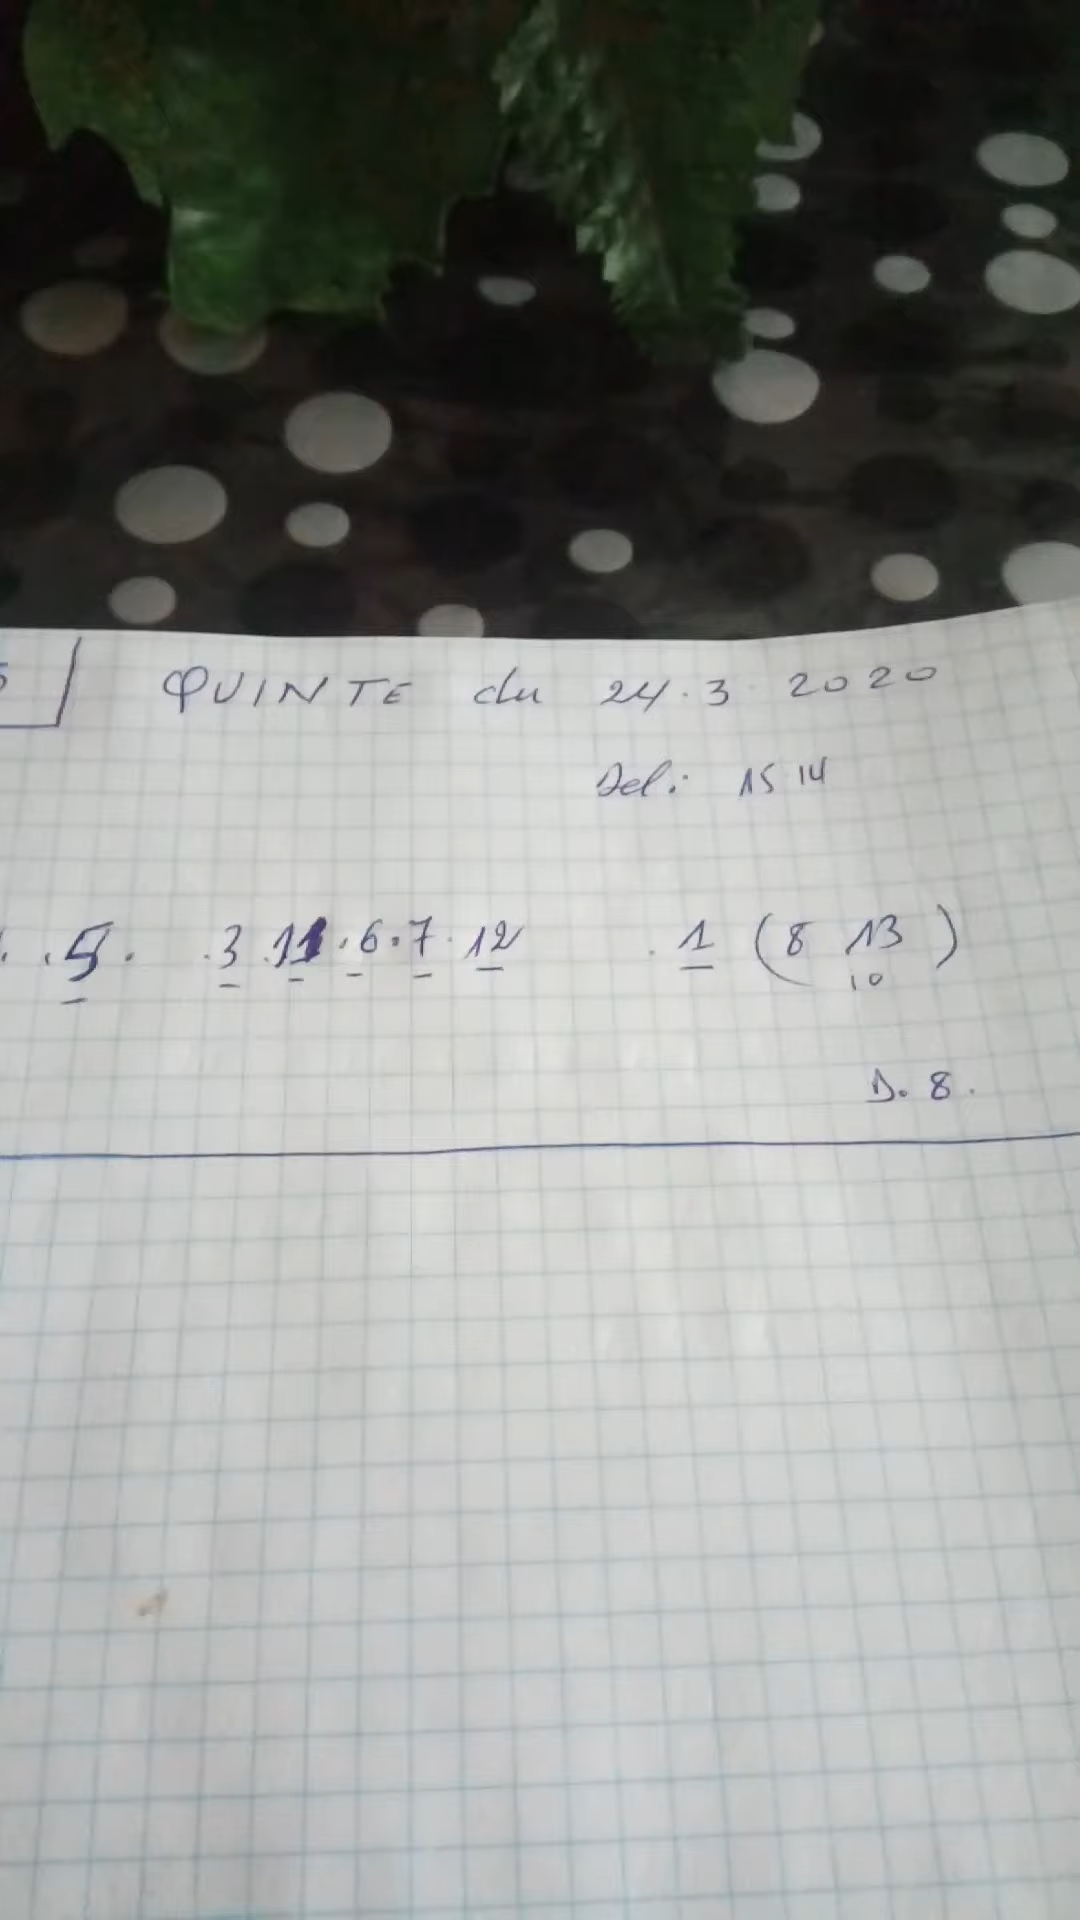 QUINTE du 24.3.2020
Del: 15 14
. 5. .3 .11.6.7.12 .1 (8 13)
10
D. 8.